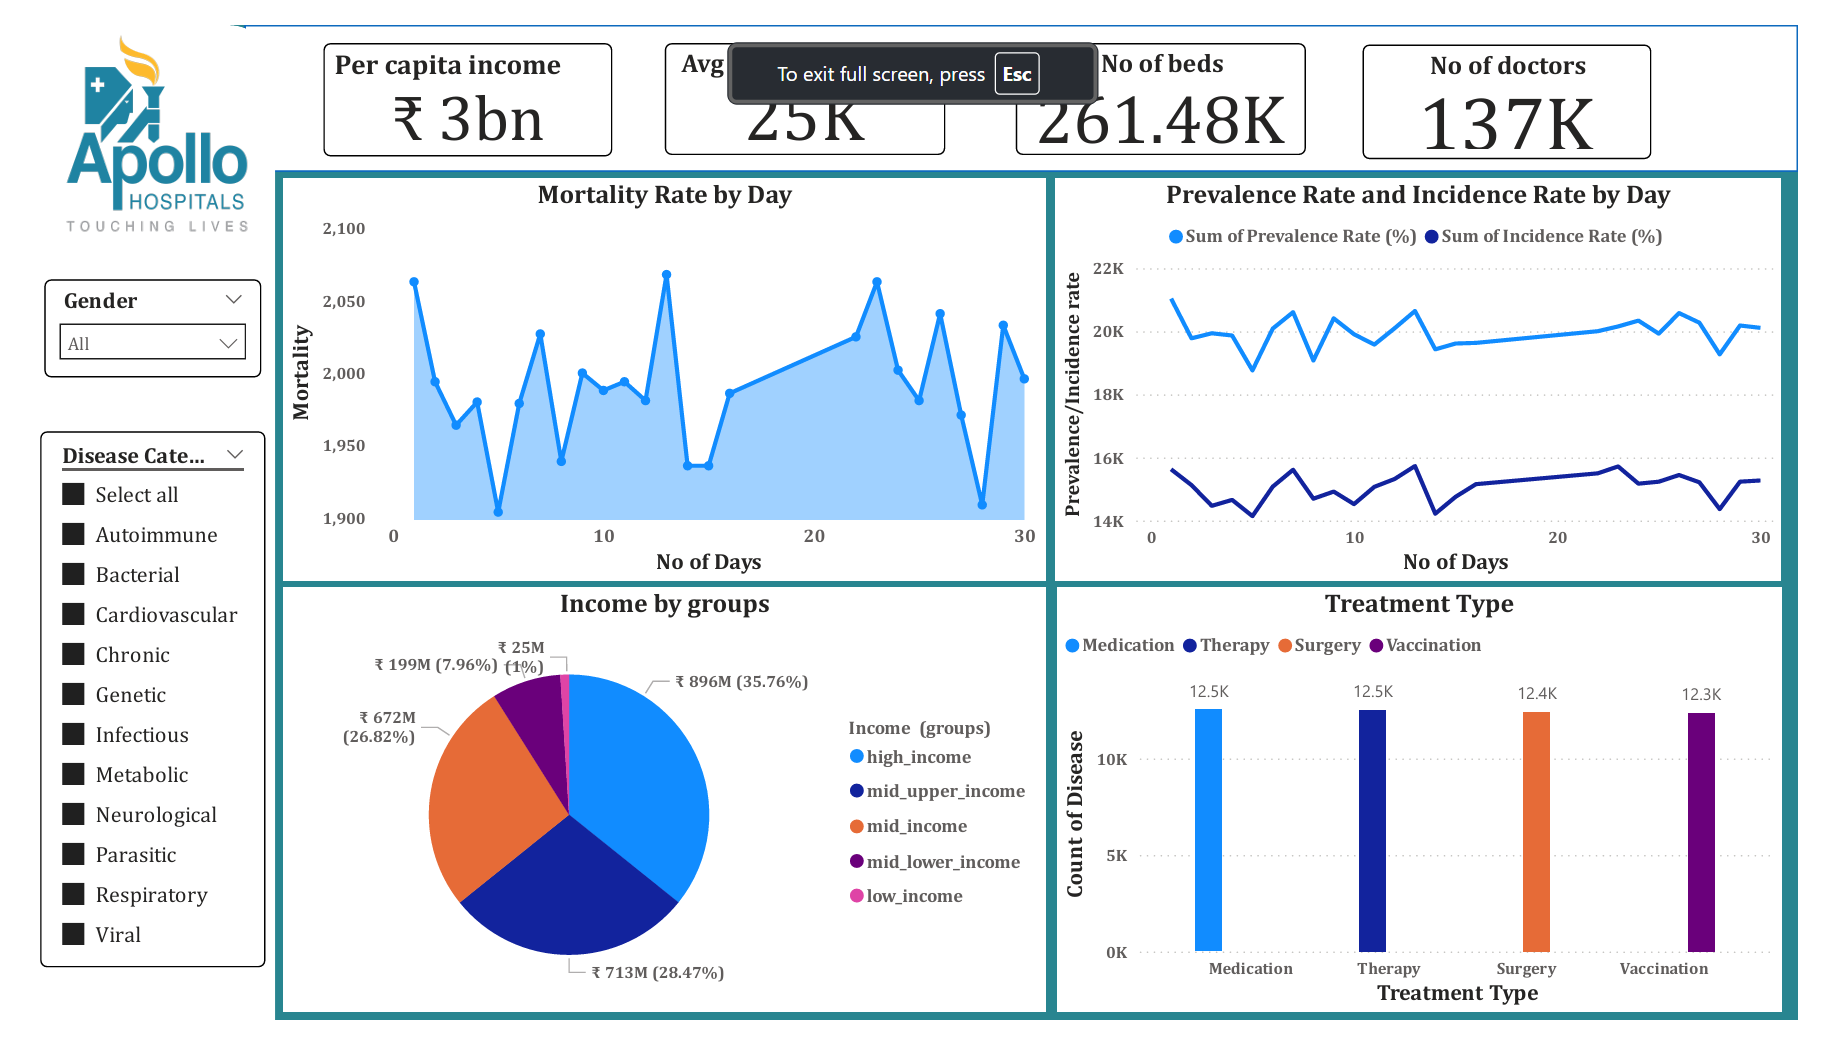 Apollo
HOSPITALS
TOUCHING LIVES
Per capita income
₹ 3bn
Avg
25K
To exit full screen, press Esc
No of beds
261.48K
No of doctors
137K
Gender
All
Disease Cate...
Select all
Autoimmune
Bacterial
Cardiovascular
Chronic
Genetic
Infectious
Metabolic
Neurological
Parasitic
Respiratory
Viral
Mortality Rate by Day
Mortality
2,100
2,050
2,000
1,950
1,900
0 10 20 30
No of Days
Prevalence Rate and Incidence Rate by Day
Sum of Prevalence Rate (%) Sum of Incidence Rate (%)
Prevalence/Incidence rate
22K
20K
18K
16K
14K
0 10 20 30
No of Days
Income by groups
₹ 25M
(1%)
₹ 199M (7.96%)
₹ 896M (35.76%)
₹ 672M
(26.82%)
₹ 713M (28.47%)
Income (groups)
high_income
mid_upper_income
mid_income
mid_lower_income
low_income
Treatment Type
Medication Therapy Surgery Vaccination
Count of Disease
12.5K 12.5K 12.4K 12.3K
10K
5K
0K
Medication Therapy Surgery Vaccination
Treatment Type